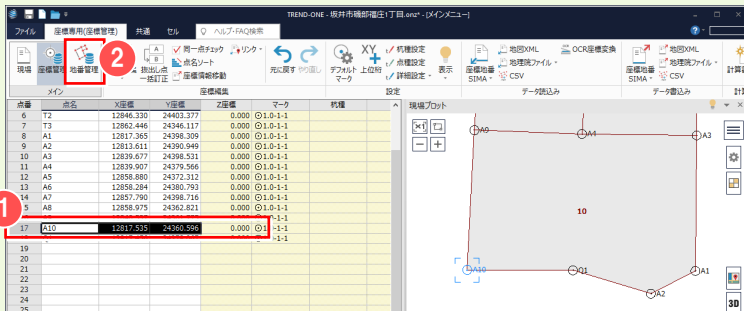 TREND-ONE - 坂井市磯部福庄1丁目.onz* - [メインメニュー]
ファイル 座標専用(座標管理) 共通 セル ヘルプ・FAQ検索
現場 座標管理 地番管理 2 抜出し点 一括訂正 同一点チェック リンク 点名ソート 座標情報移動 元に戻す やり直し デフォルト マーク XY 上位桁 杭種設定 点種設定 詳細設定 表示 座標地番 SIMA 地図XML 地理院ファイル CSV OCR座標変換 座標地番 SIMA 地図XML 地理院ファイル CSV
メイン 座標編集 設定 データ読込み データ書込み
点番 点名 X座標 Y座標 Z座標 マーク 杭種
6 T2 12846.330 24403.377 0.000 1.0-1-1
7 T3 12862.446 24346.117 0.000 1.0-1-1
8 A1 12817.365 24398.309 0.000 1.0-1-1
9 A2 12813.611 24390.949 0.000 1.0-1-1
10 A3 12839.677 24398.531 0.000 1.0-1-1
11 A4 12839.907 24379.566 0.000 1.0-1-1
12 A5 12858.880 24372.312 0.000 1.0-1-1
13 A6 12858.284 24380.793 0.000 1.0-1-1
14 A7 12857.790 24398.716 0.000 1.0-1-1
A8 12858.975 24362.821 0.000 1.0-1-1
1
17 A10 12817.535 24360.596 0.000
19
20
21
22
23
24
25
現場プロット
×1
A9
A4
A3
10
A10
Q1
A1
A2
3D